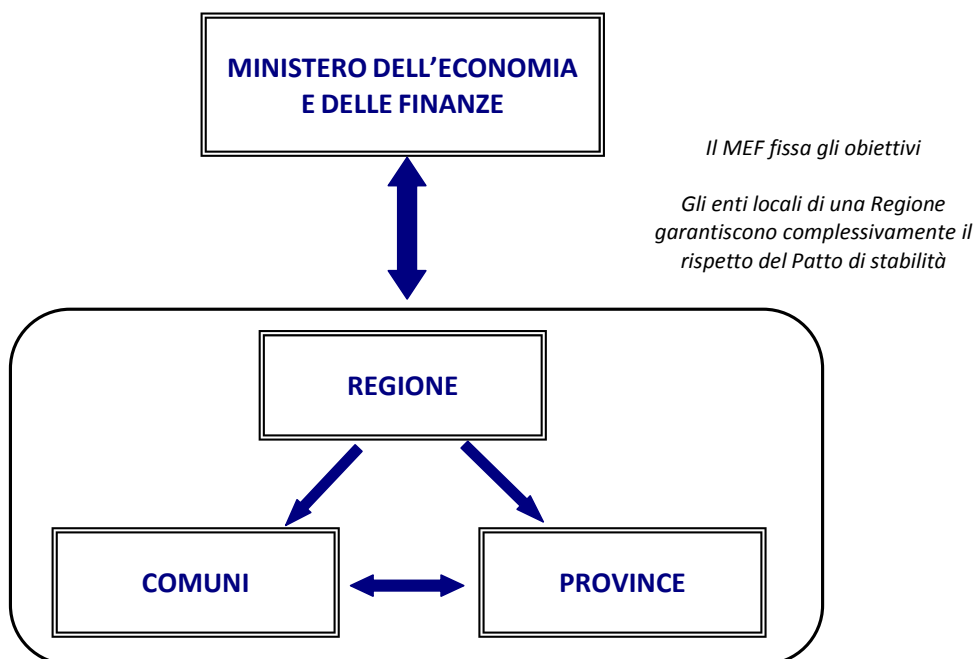 MINISTERO DELL’ECONOMIA
E DELLE FINANZE
Il MEF fissa gli obiettivi
Gli enti locali di una Regione
garantiscono complessivamente il
rispetto del Patto di stabilità
REGIONE
COMUNI
PROVINCE